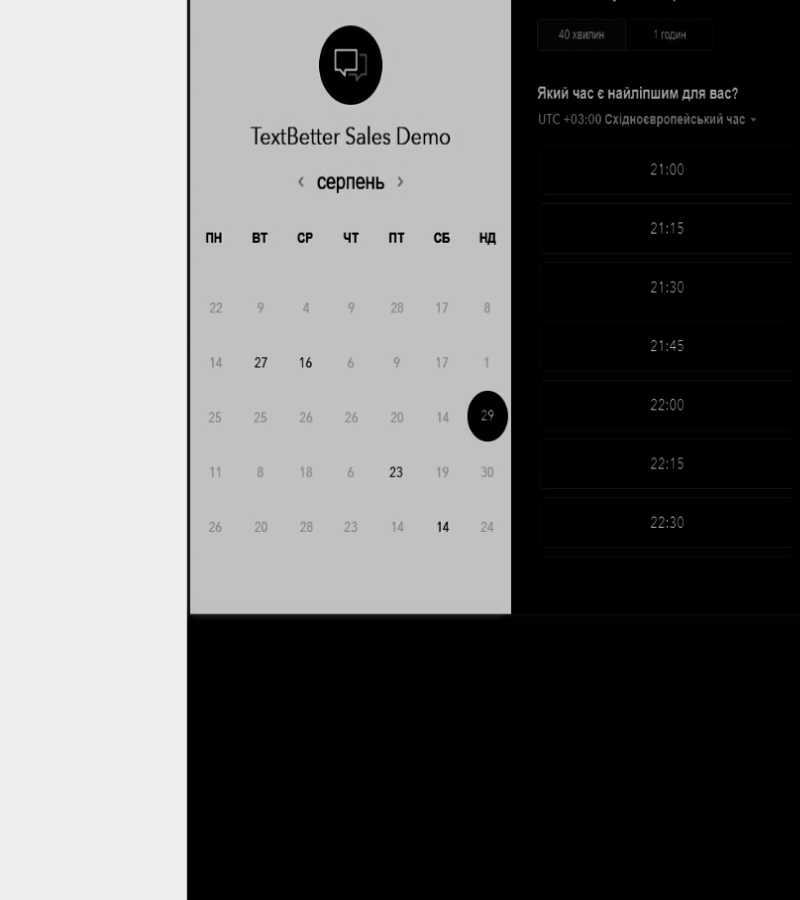 TextBetter Sales Demo
серпень
ПН ВТ СР ЧТ ПТ СБ НД
22 9 4 9 28 17 8
14 27 16 6 9 17 1
25 25 26 26 20 14 29
11 8 18 6 23 19 30
26 20 28 23 14 14 24
40 хвилин 1 годин
Який час є найліпшим для вас?
UTC +03:00 Східноєвропейський час
21:00
21:15
21:30
21:45
22:00
22:15
22:30